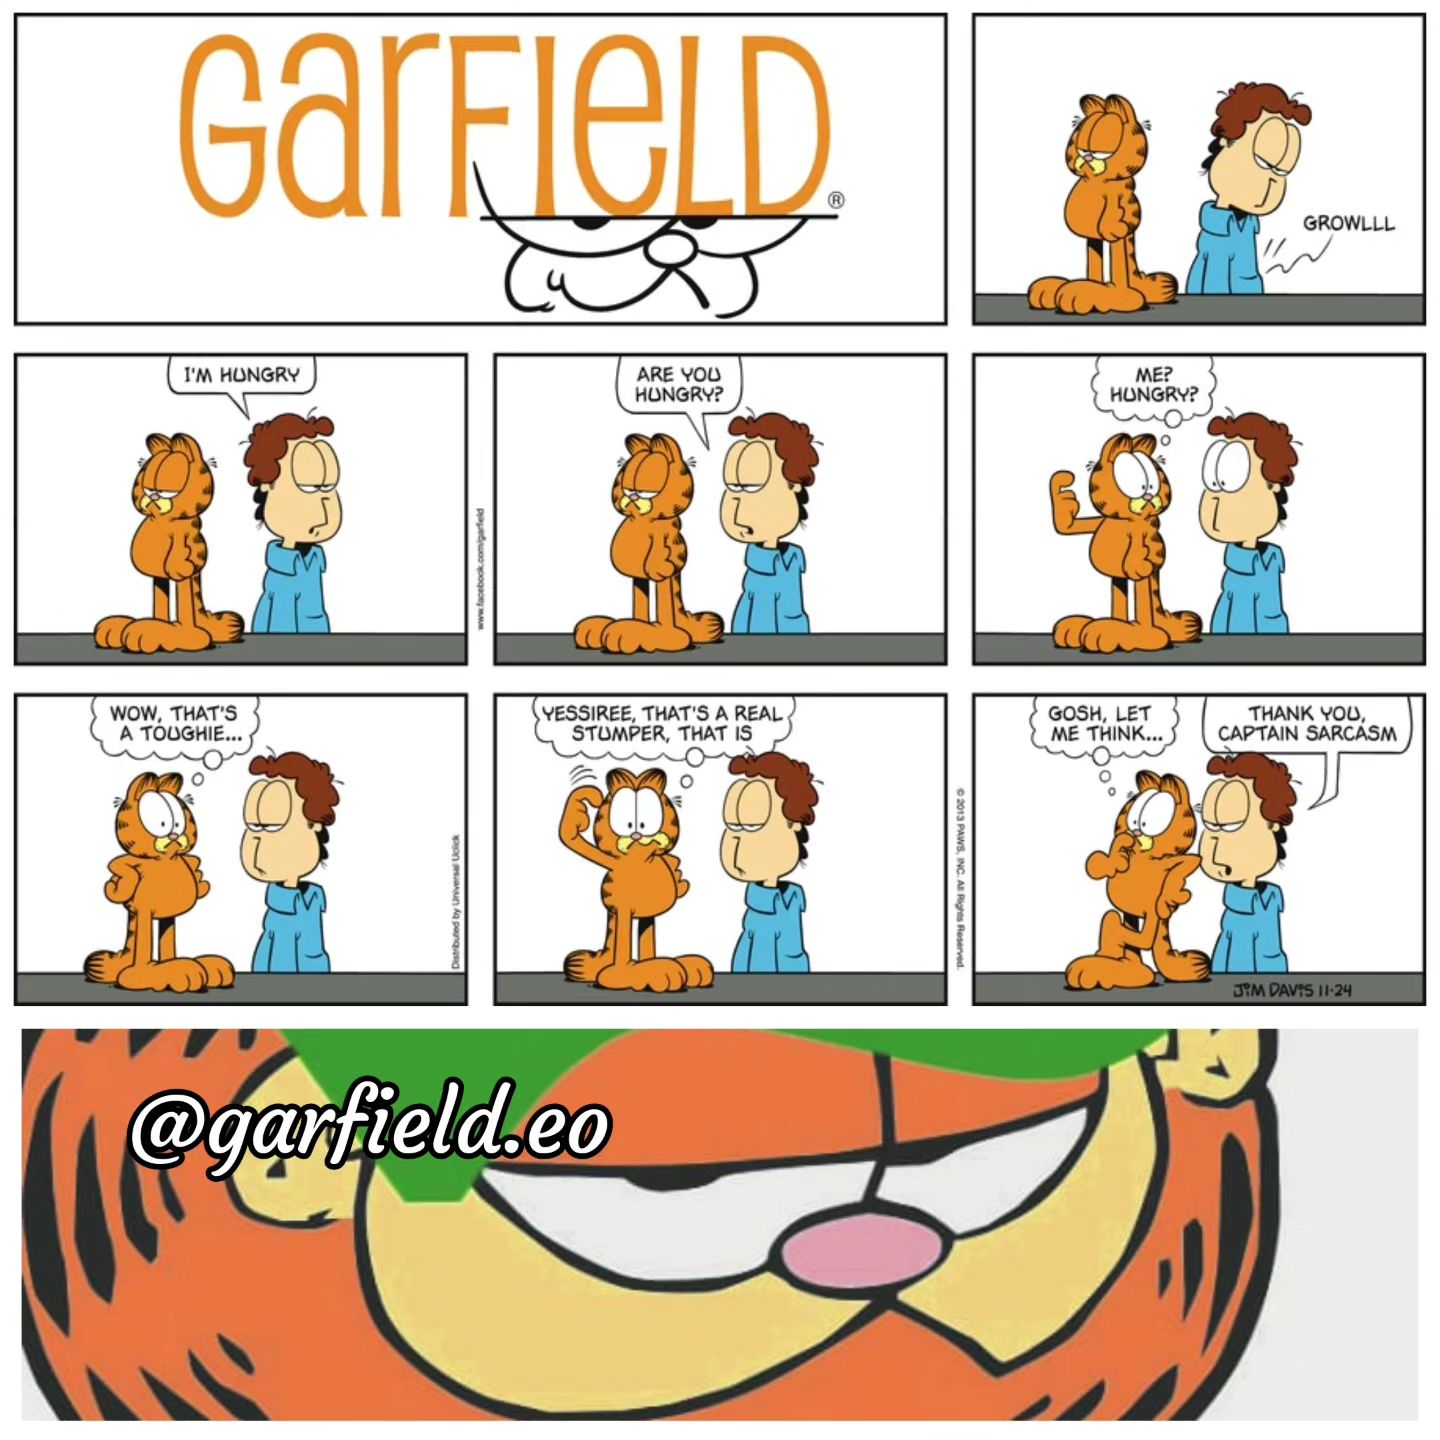 GARFIELD®
GROWLLL
I'M HUNGRY
ARE YOU
HUNGRY?
www.facebook.com/garfield
ME?
HUNGRY?
WOW, THAT'S
A TOUGHIE...
Distributed by Universal Uclick
YESSIREE, THAT'S A REAL
STUMPER, THAT IS
© 2013 PAWS, INC. All Rights Reserved.
GOSH, LET
ME THINK...
THANK YOU,
CAPTAIN SARCASM
JIM DAVIS 11-24
@garfield.eo